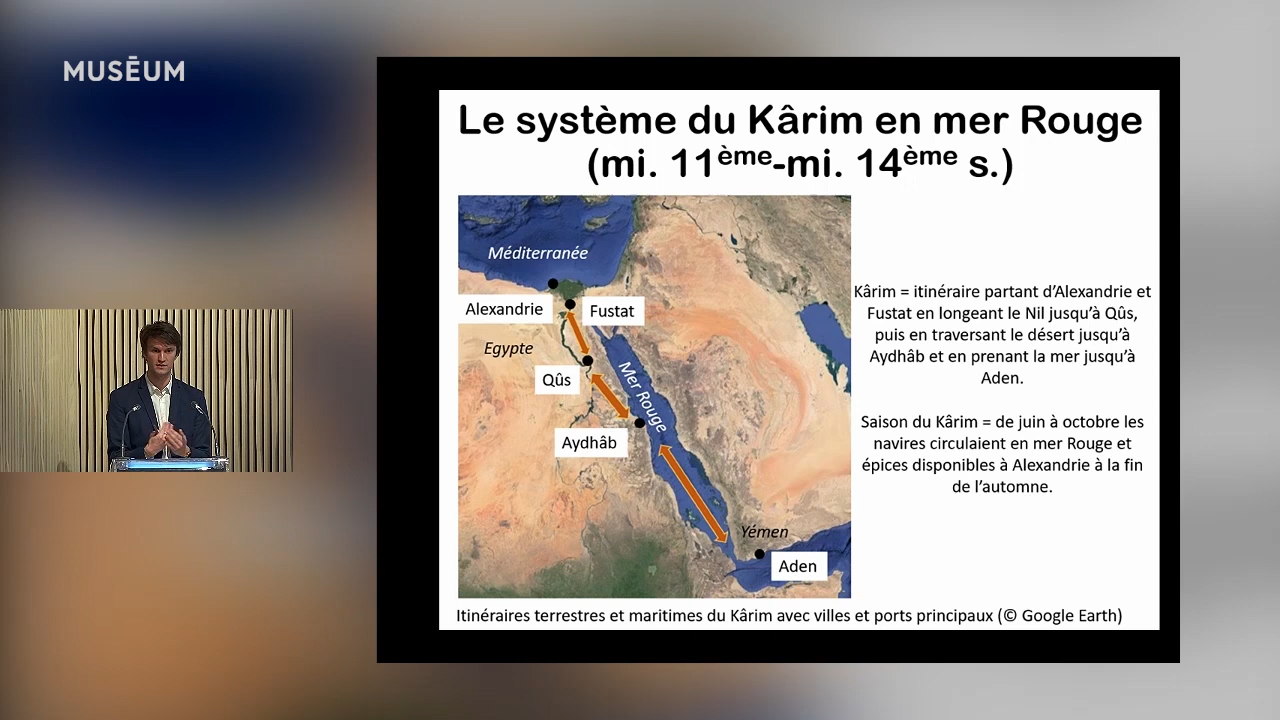 MUSĒUM
Le système du Kârim en mer Rouge
(mi. 11ème-mi. 14ème s.)
Méditerranée
Alexandrie
Fustat
Egypte
Qûs
Mer Rouge
Aydhâb
Yémen
Aden
Kârim = itinéraire partant d'Alexandrie et
Fustat en longeant le Nil jusqu'à Qûs,
puis en traversant le désert jusqu'à
Aydhâb et en prenant la mer jusqu'à
Aden.
Saison du Kârim = de juin à octobre les
navires circulaient en mer Rouge et
épices disponibles à Alexandrie à la fin
de l'automne.
Itinéraires terrestres et maritimes du Kârim avec villes et ports principaux (© Google Earth)